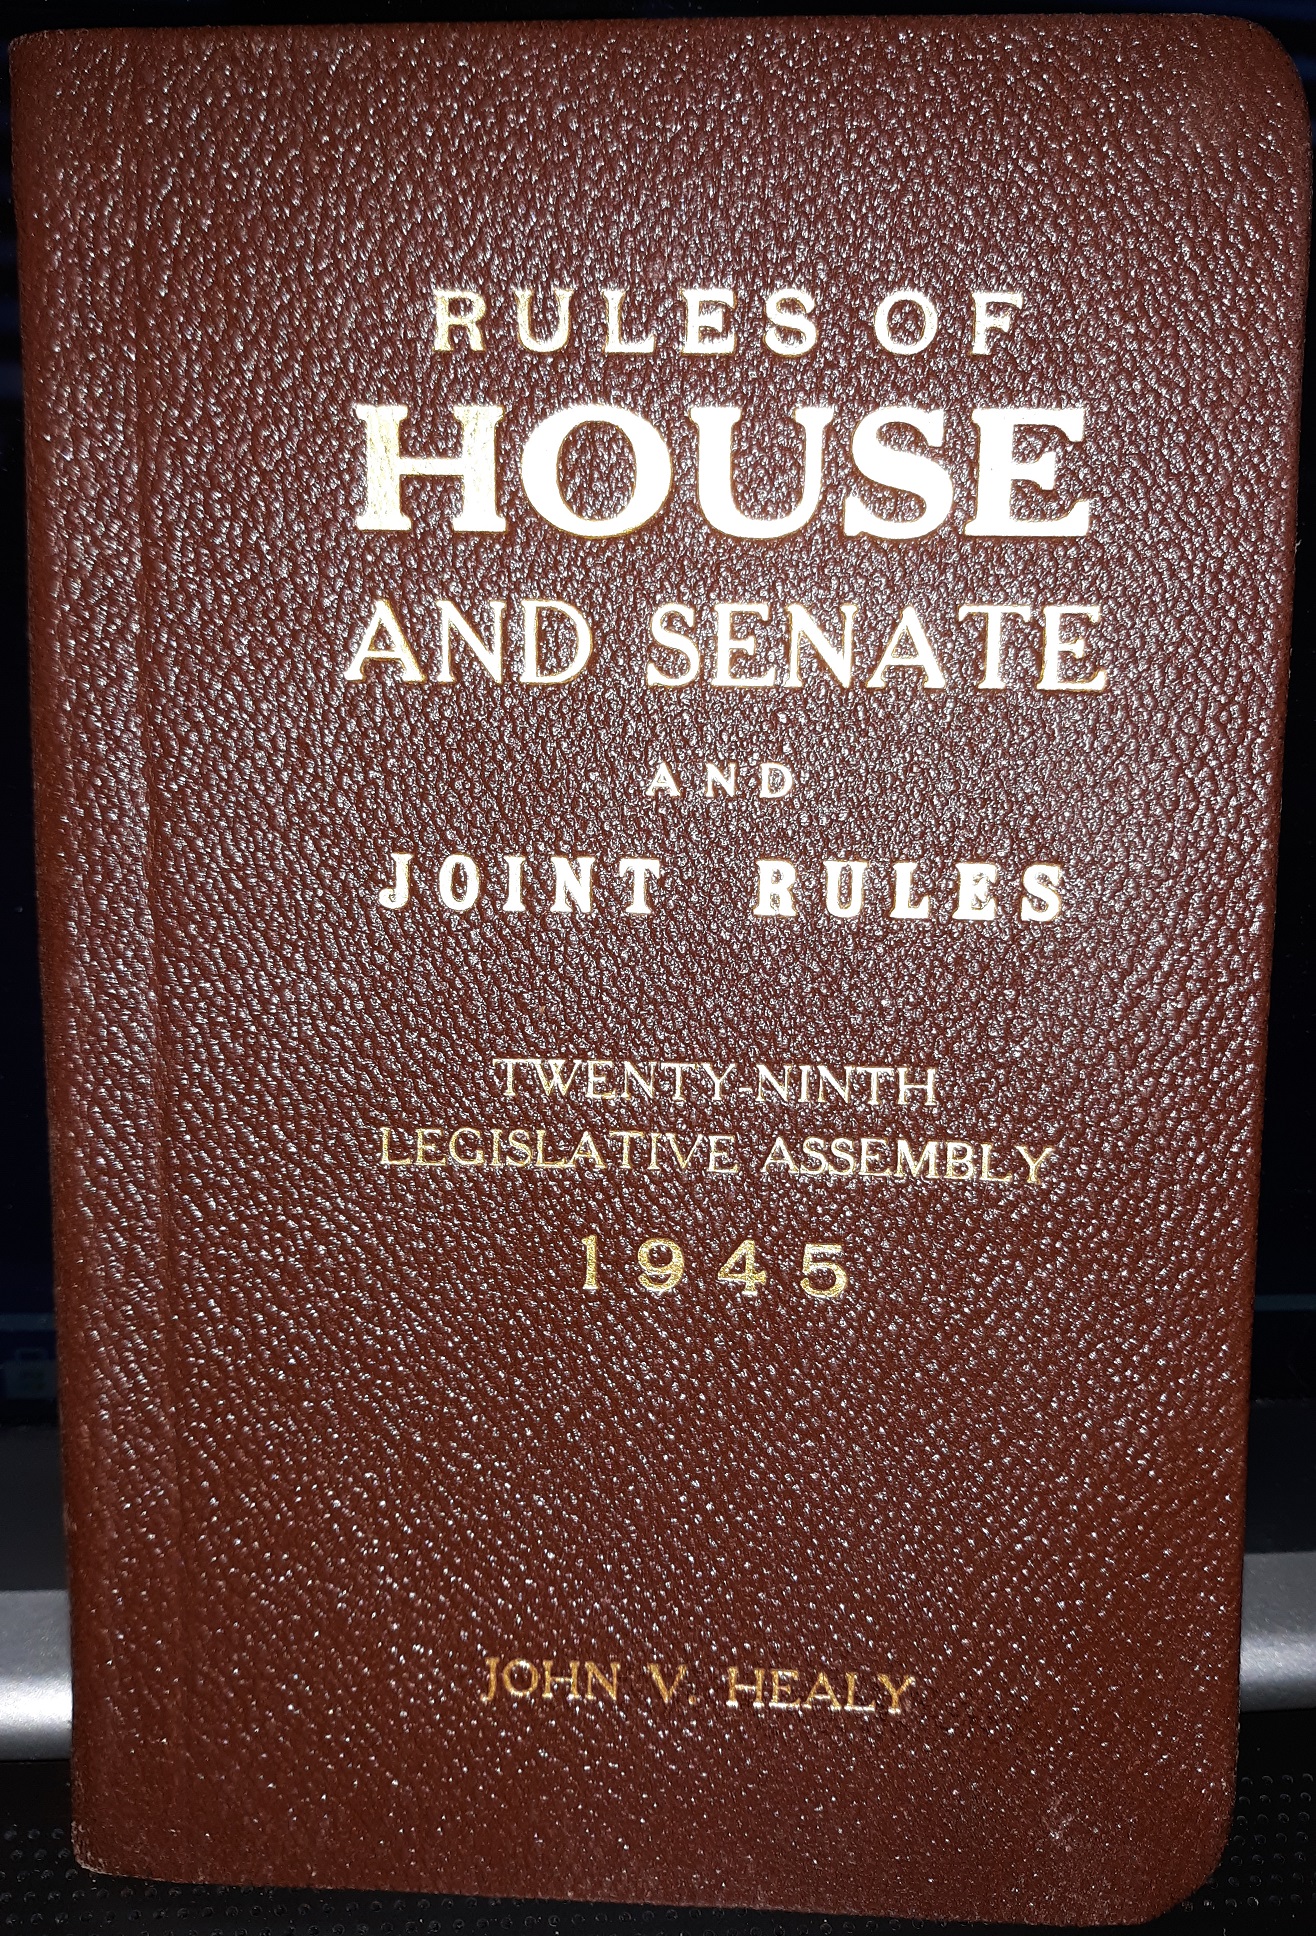 RULES OF
HOUSE
AND SENATE
AND
JOINT RULES
TWENTY-NINTH
LEGISLATIVE ASSEMBLY
1945
JOHN V. HEALY